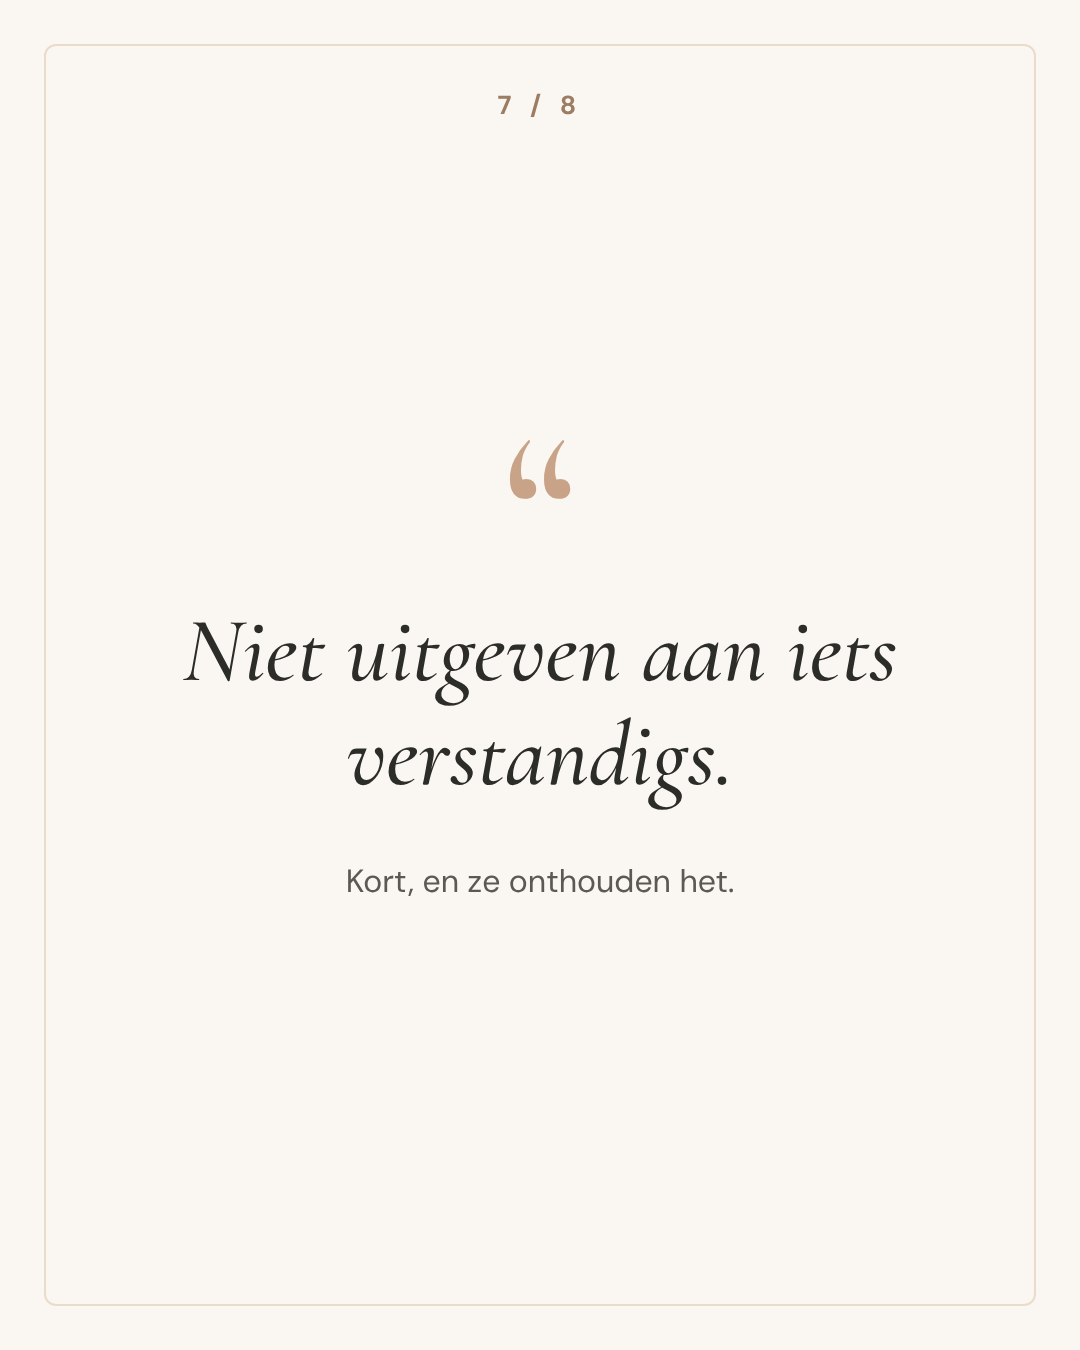 7 / 8
“
Niet uitgeven aan iets
verstandigs.
Kort, en ze onthouden het.